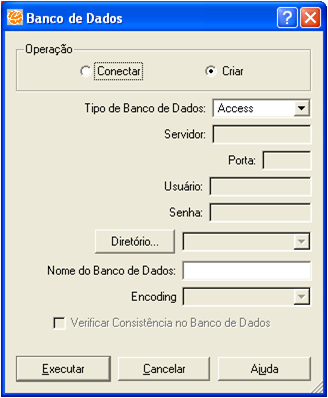 Banco de Dados
Operação
Conectar
Criar
Tipo de Banco de Dados: Access
Servidor:
Porta:
Usuário:
Senha:
Diretório...
Nome do Banco de Dados:
Encoding
Verificar Consistência no Banco de Dados
Executar Cancelar Ajuda